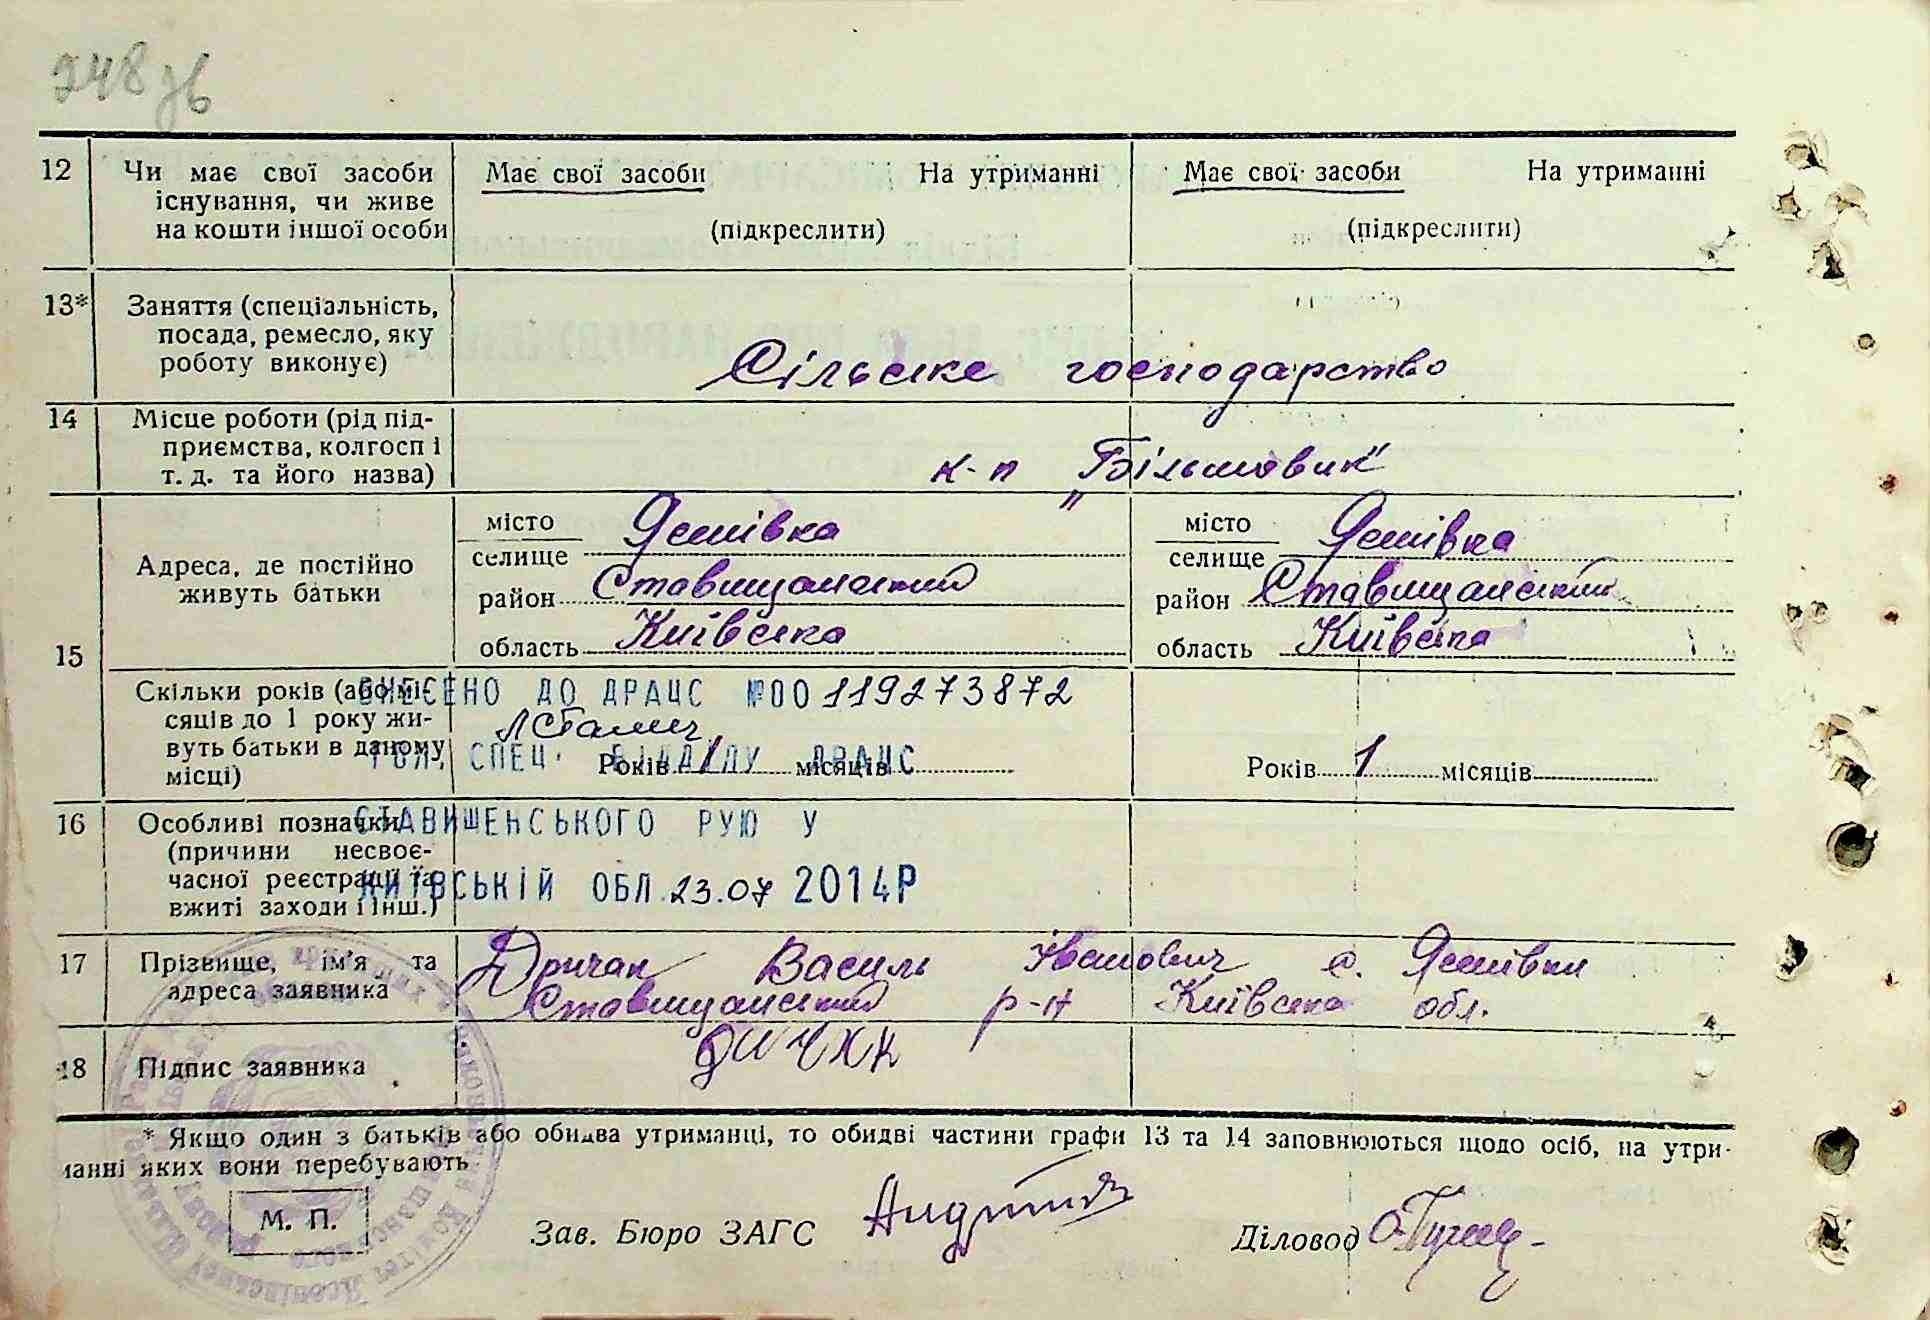 248 зв
12 Чи має свої засоби існування, чи живе на кошти іншої особи
Має свої засоби На утриманні
(підкреслити)
Має свої засоби На утриманні
(підкреслити)
13* Заняття (спеціальність, посада, ремесло, яку роботу виконує)
Сільське господарство
14 Місце роботи (рід підприємства, колгосп і т. д. та його назва)
к-п „Більшовик"
15 Адреса, де постійно живуть батьки
місто
селище Ясинівка
район Ставищанський
область Київська
місто
селище Ясинівка
район Ставищанський
область Київська
Скільки років (або місяців до 1 року живуть батьки в даному місці)
Років 1 місяців
Років 1 місяців
ВНЕСЕНО ДО ДРАЦС №00119273872
ГОЛ. СПЕЦ. ВІДДІЛУ ДРАЦС
СТАВИЩЕНСЬКОГО РУЮ У
КИЇВСЬКІЙ ОБЛ. 23.07 2014Р
16 Особливі позначки (причини несвоєчасної реєстрації та вжиті заходи і інш.)
17 Прізвище, ім'я та адреса заявника
Дричак Василь Іванович с. Ясинівки
Ставищанський р-н Київська обл.
18 Підпис заявника
* Якщо один з батьків або обидва утриманці, то обидві частини графи 13 та 14 заповнюються щодо осіб, на утри-
манні яких вони перебувають
М. П.
Зав. Бюро ЗАГС
Діловод